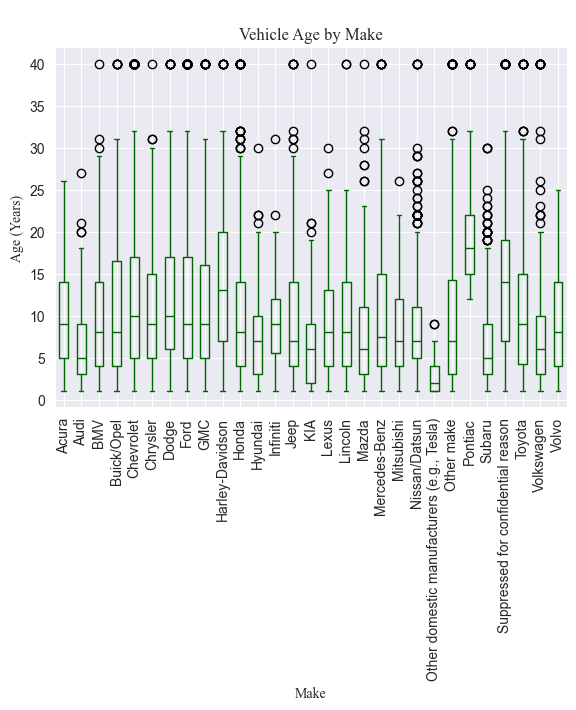 Vehicle Age by Make
Age (Years)
40
35
30
25
20
15
10
5
0
Acura
Audi
BMV
Buick/Opel
Chevrolet
Chrysler
Dodge
Ford
GMC
Harley-Davidson
Honda
Hyundai
Infiniti
Jeep
KIA
Lexus
Lincoln
Mazda
Mercedes-Benz
Mitsubishi
Nissan/Datsun
Other domestic manufacturers (e.g., Tesla)
Other make
Pontiac
Subaru
Suppressed for confidential reason
Toyota
Volkswagen
Volvo
Make